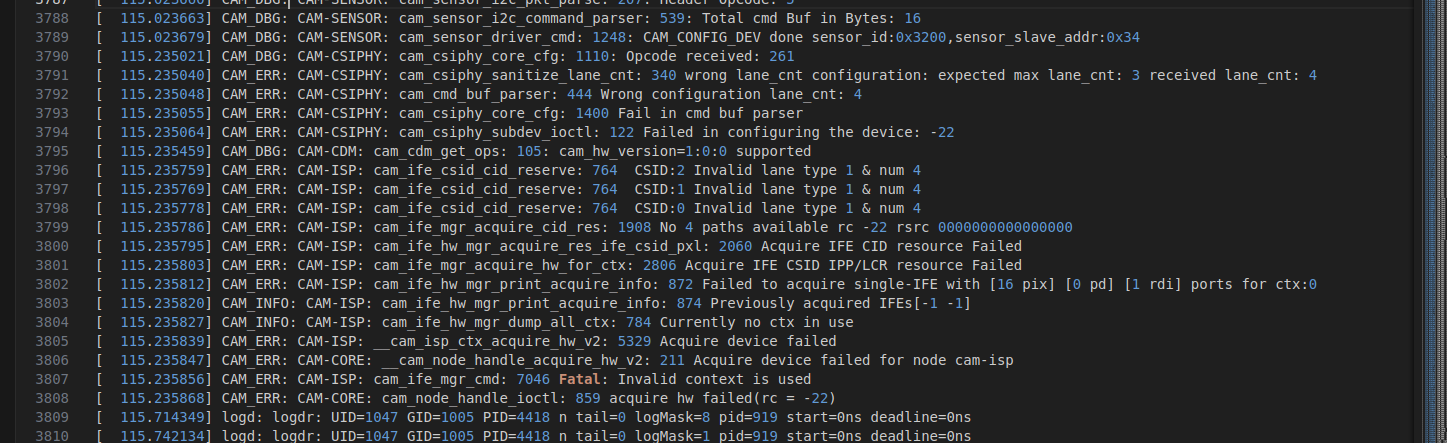 3787 [ 115.023666] CAM_DBG: CAM-SENSOR: cam_sensor_i2c_pkt_parse: 207: Header Opcode: 3
3788 [ 115.023663] CAM_DBG: CAM-SENSOR: cam_sensor_i2c_command_parser: 539: Total cmd Buf in Bytes: 16
3789 [ 115.023679] CAM_DBG: CAM-SENSOR: cam_sensor_driver_cmd: 1248: CAM_CONFIG_DEV done sensor_id:0x3200,sensor_slave_addr:0x34
3790 [ 115.235021] CAM_DBG: CAM-CSIPHY: cam_csiphy_core_cfg: 1110: Opcode received: 261
3791 [ 115.235040] CAM_ERR: CAM-CSIPHY: cam_csiphy_sanitize_lane_cnt: 340 wrong lane_cnt configuration: expected max lane_cnt: 3 received lane_cnt: 4
3792 [ 115.235048] CAM_ERR: CAM-CSIPHY: cam_cmd_buf_parser: 444 Wrong configuration lane_cnt: 4
3793 [ 115.235055] CAM_ERR: CAM-CSIPHY: cam_csiphy_core_cfg: 1400 Fail in cmd buf parser
3794 [ 115.235064] CAM_ERR: CAM-CSIPHY: cam_csiphy_subdev_ioctl: 122 Failed in configuring the device: -22
3795 [ 115.235459] CAM_DBG: CAM-CDM: cam_cdm_get_ops: 105: cam_hw_version=1:0:0 supported
3796 [ 115.235759] CAM_ERR: CAM-ISP: cam_ife_csid_cid_reserve: 764  CSID:2 Invalid lane type 1 & num 4
3797 [ 115.235769] CAM_ERR: CAM-ISP: cam_ife_csid_cid_reserve: 764  CSID:1 Invalid lane type 1 & num 4
3798 [ 115.235778] CAM_ERR: CAM-ISP: cam_ife_csid_cid_reserve: 764  CSID:0 Invalid lane type 1 & num 4
3799 [ 115.235786] CAM_ERR: CAM-ISP: cam_ife_mgr_acquire_cid_res: 1908 No 4 paths available rc -22 rsrc 0000000000000000
3800 [ 115.235795] CAM_ERR: CAM-ISP: cam_ife_hw_mgr_acquire_res_ife_csid_pxl: 2060 Acquire IFE CID resource Failed
3801 [ 115.235803] CAM_ERR: CAM-ISP: cam_ife_mgr_acquire_hw_for_ctx: 2806 Acquire IFE CSID IPP/LCR resource Failed
3802 [ 115.235812] CAM_ERR: CAM-ISP: cam_ife_hw_mgr_print_acquire_info: 872 Failed to acquire single-IFE with [16 pix] [0 pd] [1 rdi] ports for ctx:0
3803 [ 115.235820] CAM_INFO: CAM-ISP: cam_ife_hw_mgr_print_acquire_info: 874 Previously acquired IFEs[-1 -1]
3804 [ 115.235827] CAM_INFO: CAM-ISP: cam_ife_hw_mgr_dump_all_ctx: 784 Currently no ctx in use
3805 [ 115.235839] CAM_ERR: CAM-ISP: __cam_isp_ctx_acquire_hw_v2: 5329 Acquire device failed
3806 [ 115.235847] CAM_ERR: CAM-CORE: __cam_node_handle_acquire_hw_v2: 211 Acquire device failed for node cam-isp
3807 [ 115.235856] CAM_ERR: CAM-ISP: cam_ife_mgr_cmd: 7046 Fatal: Invalid context is used
3808 [ 115.235868] CAM_ERR: CAM-CORE: cam_node_handle_ioctl: 859 acquire hw failed(rc = -22)
3809 [ 115.714349] logd: logdr: UID=1047 GID=1005 PID=4418 n tail=0 logMask=8 pid=919 start=0ns deadline=0ns
3810 [ 115.742134] logd: logdr: UID=1047 GID=1005 PID=4418 n tail=0 logMask=1 pid=919 start=0ns deadline=0ns